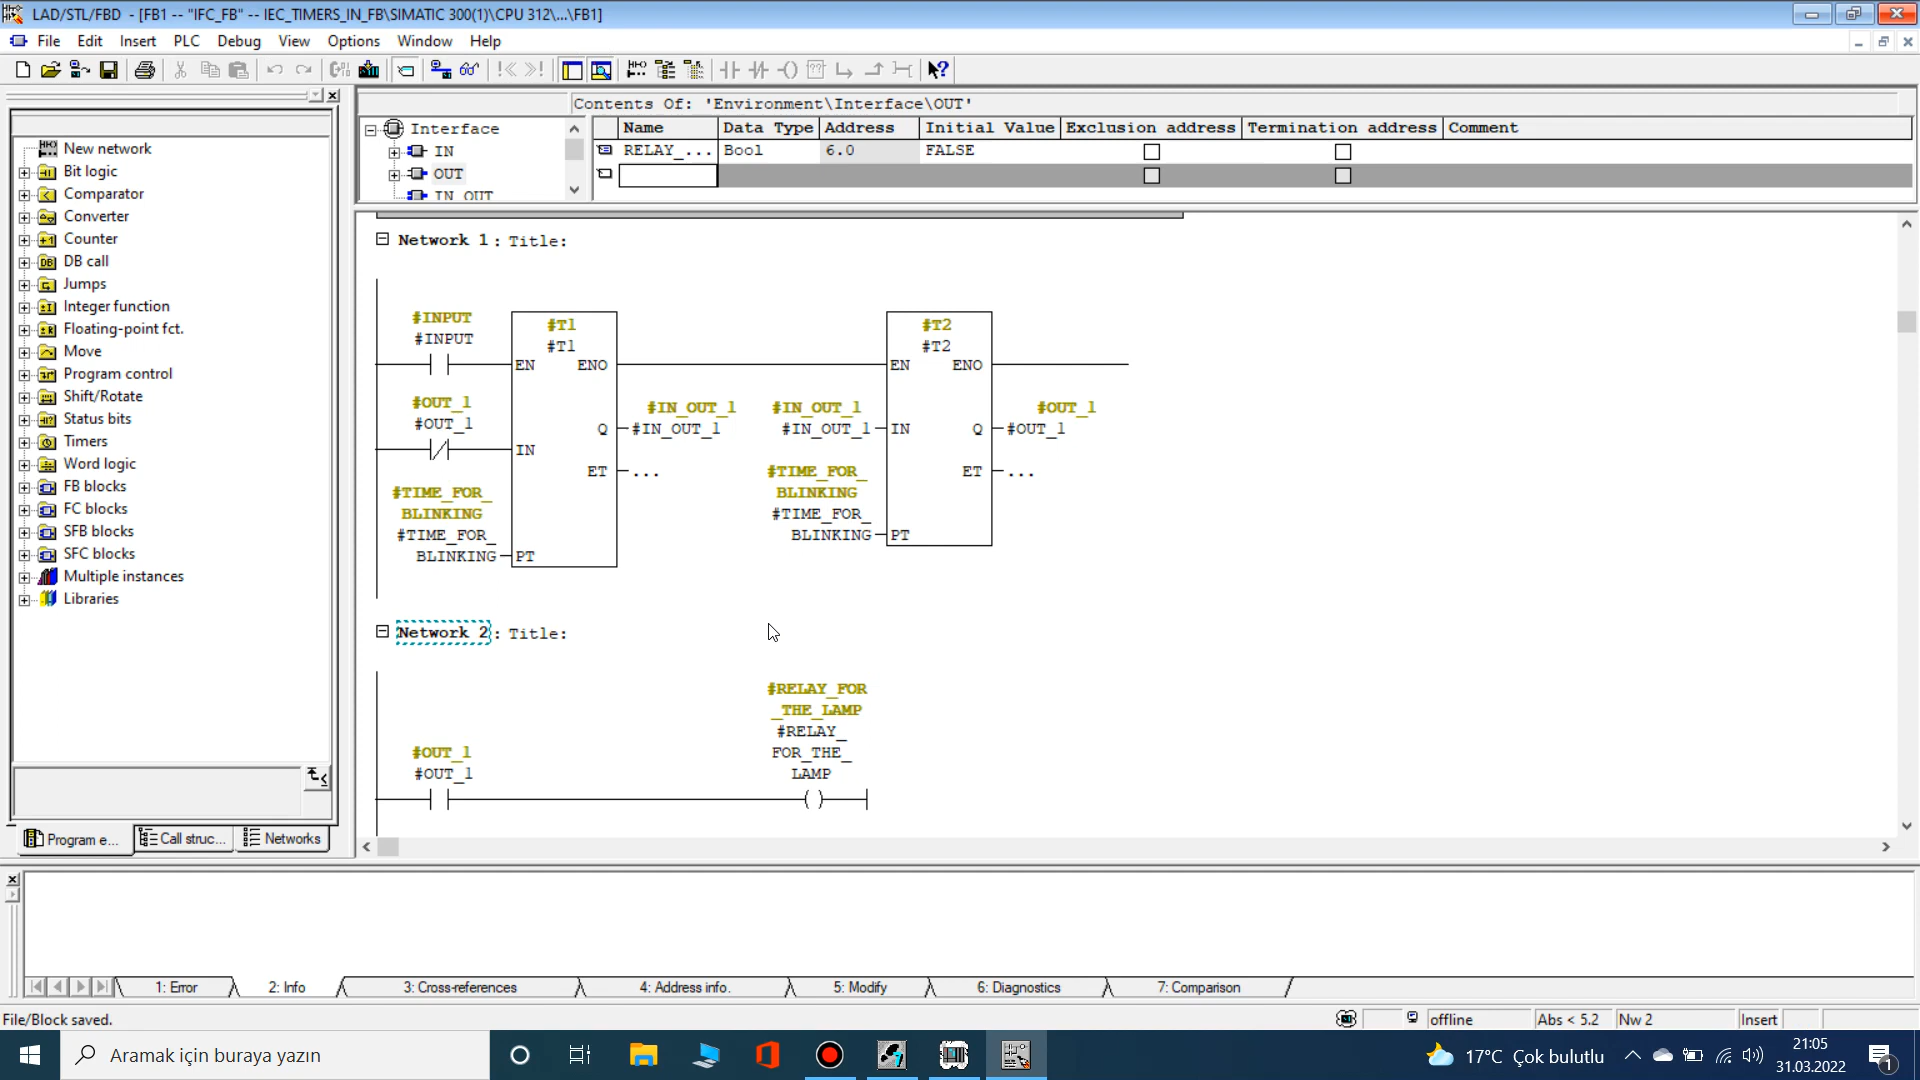 LAD/STL/FBD - [FB1 -- "IFC_FB" -- IEC_TIMERS_IN_FB\SIMATIC 300(1)\CPU 312\...\FB1]
File Edit Insert PLC Debug View Options Window Help
New network
Bit logic
Comparator
Converter
Counter
DB call
Jumps
Integer function
Floating-point fct.
Move
Program control
Shift/Rotate
Status bits
Timers
Word logic
FB blocks
FC blocks
SFB blocks
SFC blocks
Multiple instances
Libraries
Program e... Call struc... Networks
Contents Of: 'Environment\Interface\OUT'
Interface
IN
OUT
IN_OUT
Name Data Type Address Initial Value Exclusion address Termination address Comment
RELAY_... Bool 6.0 FALSE
Network 1: Title:
#INPUT
#INPUT
#T1
#T1
EN ENO
#T2
#T2
EN ENO
#OUT_1
#OUT_1
IN
Q
#IN_OUT_1
#IN_OUT_1
ET ...
#IN_OUT_1
#IN_OUT_1
IN
Q
#OUT_1
#OUT_1
ET ...
#TIME_FOR_
BLINKING
#TIME_FOR_
BLINKING
PT
#TIME_FOR_
BLINKING
#TIME_FOR_
BLINKING
PT
Network 2: Title:
#OUT_1
#OUT_1
#RELAY_FOR
_THE_LAMP
#RELAY_
FOR_THE_
LAMP
1: Error 2: Info 3: Cross-references 4: Address info. 5: Modify 6: Diagnostics 7: Comparison
File/Block saved.
offline Abs < 5.2 Nw 2 Insert
Aramak için buraya yazın
17°C Çok bulutlu
21:05
31.03.2022
1